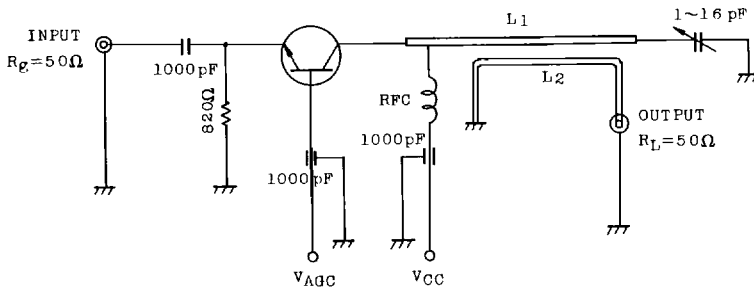 INPUT
Rg=50Ω
1000pF
820Ω
1000pF
VAGC
L1
RFC
1000pF
VCC
L2
1~16 pF
OUTPUT
RL=50Ω